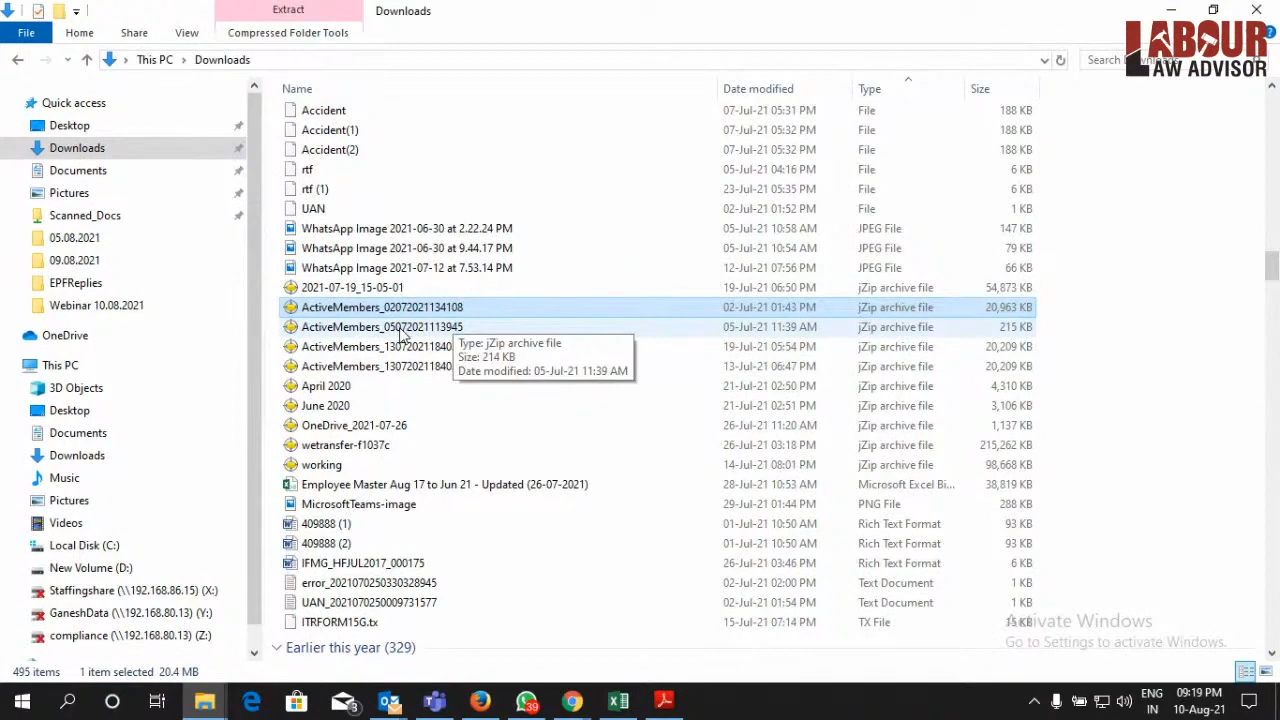 Extract
Downloads
File
Home
Share
View
Compressed Folder Tools
LABOUR
LAW ADVISOR
This PC
Downloads
Search
Name
Date modified
Type
Size
Quick access
Desktop
Downloads
Documents
Pictures
Scanned_Docs
05.08.2021
09.08.2021
EPFReplies
Webinar 10.08.2021
OneDrive
This PC
3D Objects
Desktop
Documents
Downloads
Music
Pictures
Videos
Local Disk (C:)
New Volume (D:)
Staffingshare (\\192.168.86.15) (X:)
GaneshData (\\192.168.80.13) (Y:)
compliance (\\192.168.80.13) (Z:)
Accident 07-Jul-21 05:31 PM File 188 KB
Accident(1) 07-Jul-21 05:32 PM File 188 KB
Accident(2) 07-Jul-21 05:32 PM File 188 KB
rtf 05-Jul-21 04:16 PM File 6 KB
rtf (1) 23-Jul-21 05:35 PM File 6 KB
UAN 02-Jul-21 01:52 PM File 1 KB
WhatsApp Image 2021-06-30 at 2.22.24 PM 05-Jul-21 10:58 AM JPEG File 147 KB
WhatsApp Image 2021-06-30 at 9.44.17 PM 05-Jul-21 10:54 AM JPEG File 79 KB
WhatsApp Image 2021-07-12 at 7.53.14 PM 12-Jul-21 07:56 PM JPEG File 66 KB
2021-07-19_15-05-01 19-Jul-21 06:50 PM jZip archive file 54,873 KB
ActiveMembers_02072021134108 02-Jul-21 01:43 PM jZip archive file 20,963 KB
ActiveMembers_05072021113945 05-Jul-21 11:39 AM jZip archive file 215 KB
ActiveMembers_130720211840 19-Jul-21 05:54 PM jZip archive file 20,209 KB
ActiveMembers_130720211840 13-Jul-21 06:47 PM jZip archive file 20,209 KB
Type: jZip archive file
Size: 214 KB
Date modified: 05-Jul-21 11:39 AM
April 2020 21-Jul-21 02:50 PM jZip archive file 4,310 KB
June 2020 21-Jul-21 02:51 PM jZip archive file 3,106 KB
OneDrive_2021-07-26 26-Jul-21 11:20 AM jZip archive file 1,137 KB
wetransfer-f1037c 26-Jul-21 03:18 PM jZip archive file 215,262 KB
working 14-Jul-21 08:01 PM jZip archive file 98,668 KB
Employee Master Aug 17 to Jun 21 - Updated (26-07-2021) 28-Jul-21 10:53 AM Microsoft Excel Bi... 38,819 KB
MicrosoftTeams-image 29-Jul-21 01:44 PM PNG File 288 KB
409888 (1) 01-Jul-21 10:50 AM Rich Text Format 93 KB
409888 (2) 01-Jul-21 10:50 AM Rich Text Format 93 KB
IFMG_HFJUL2017_000175 26-Jul-21 03:46 PM Rich Text Format 6 KB
error_2021070250330328945 02-Jul-21 02:00 PM Text Document 1 KB
UAN_2021070250009731577 02-Jul-21 01:54 PM Text Document 1 KB
ITRFORM15G.tx 15-Jul-21 07:14 PM TX File 15 KB
Earlier this year (329)
Activate Windows
Go to Settings to activate Windows.
495 items
1 item selected 20.4 MB
3
39
ENG
IN
09:19 PM
10-Aug-21